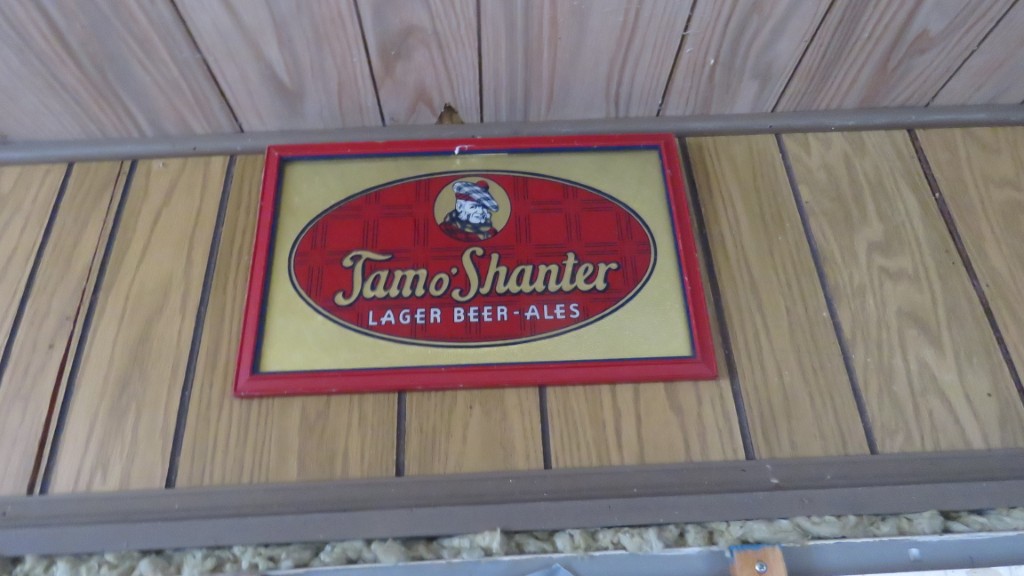 Tam o' Shanter
LAGER BEER - ALES